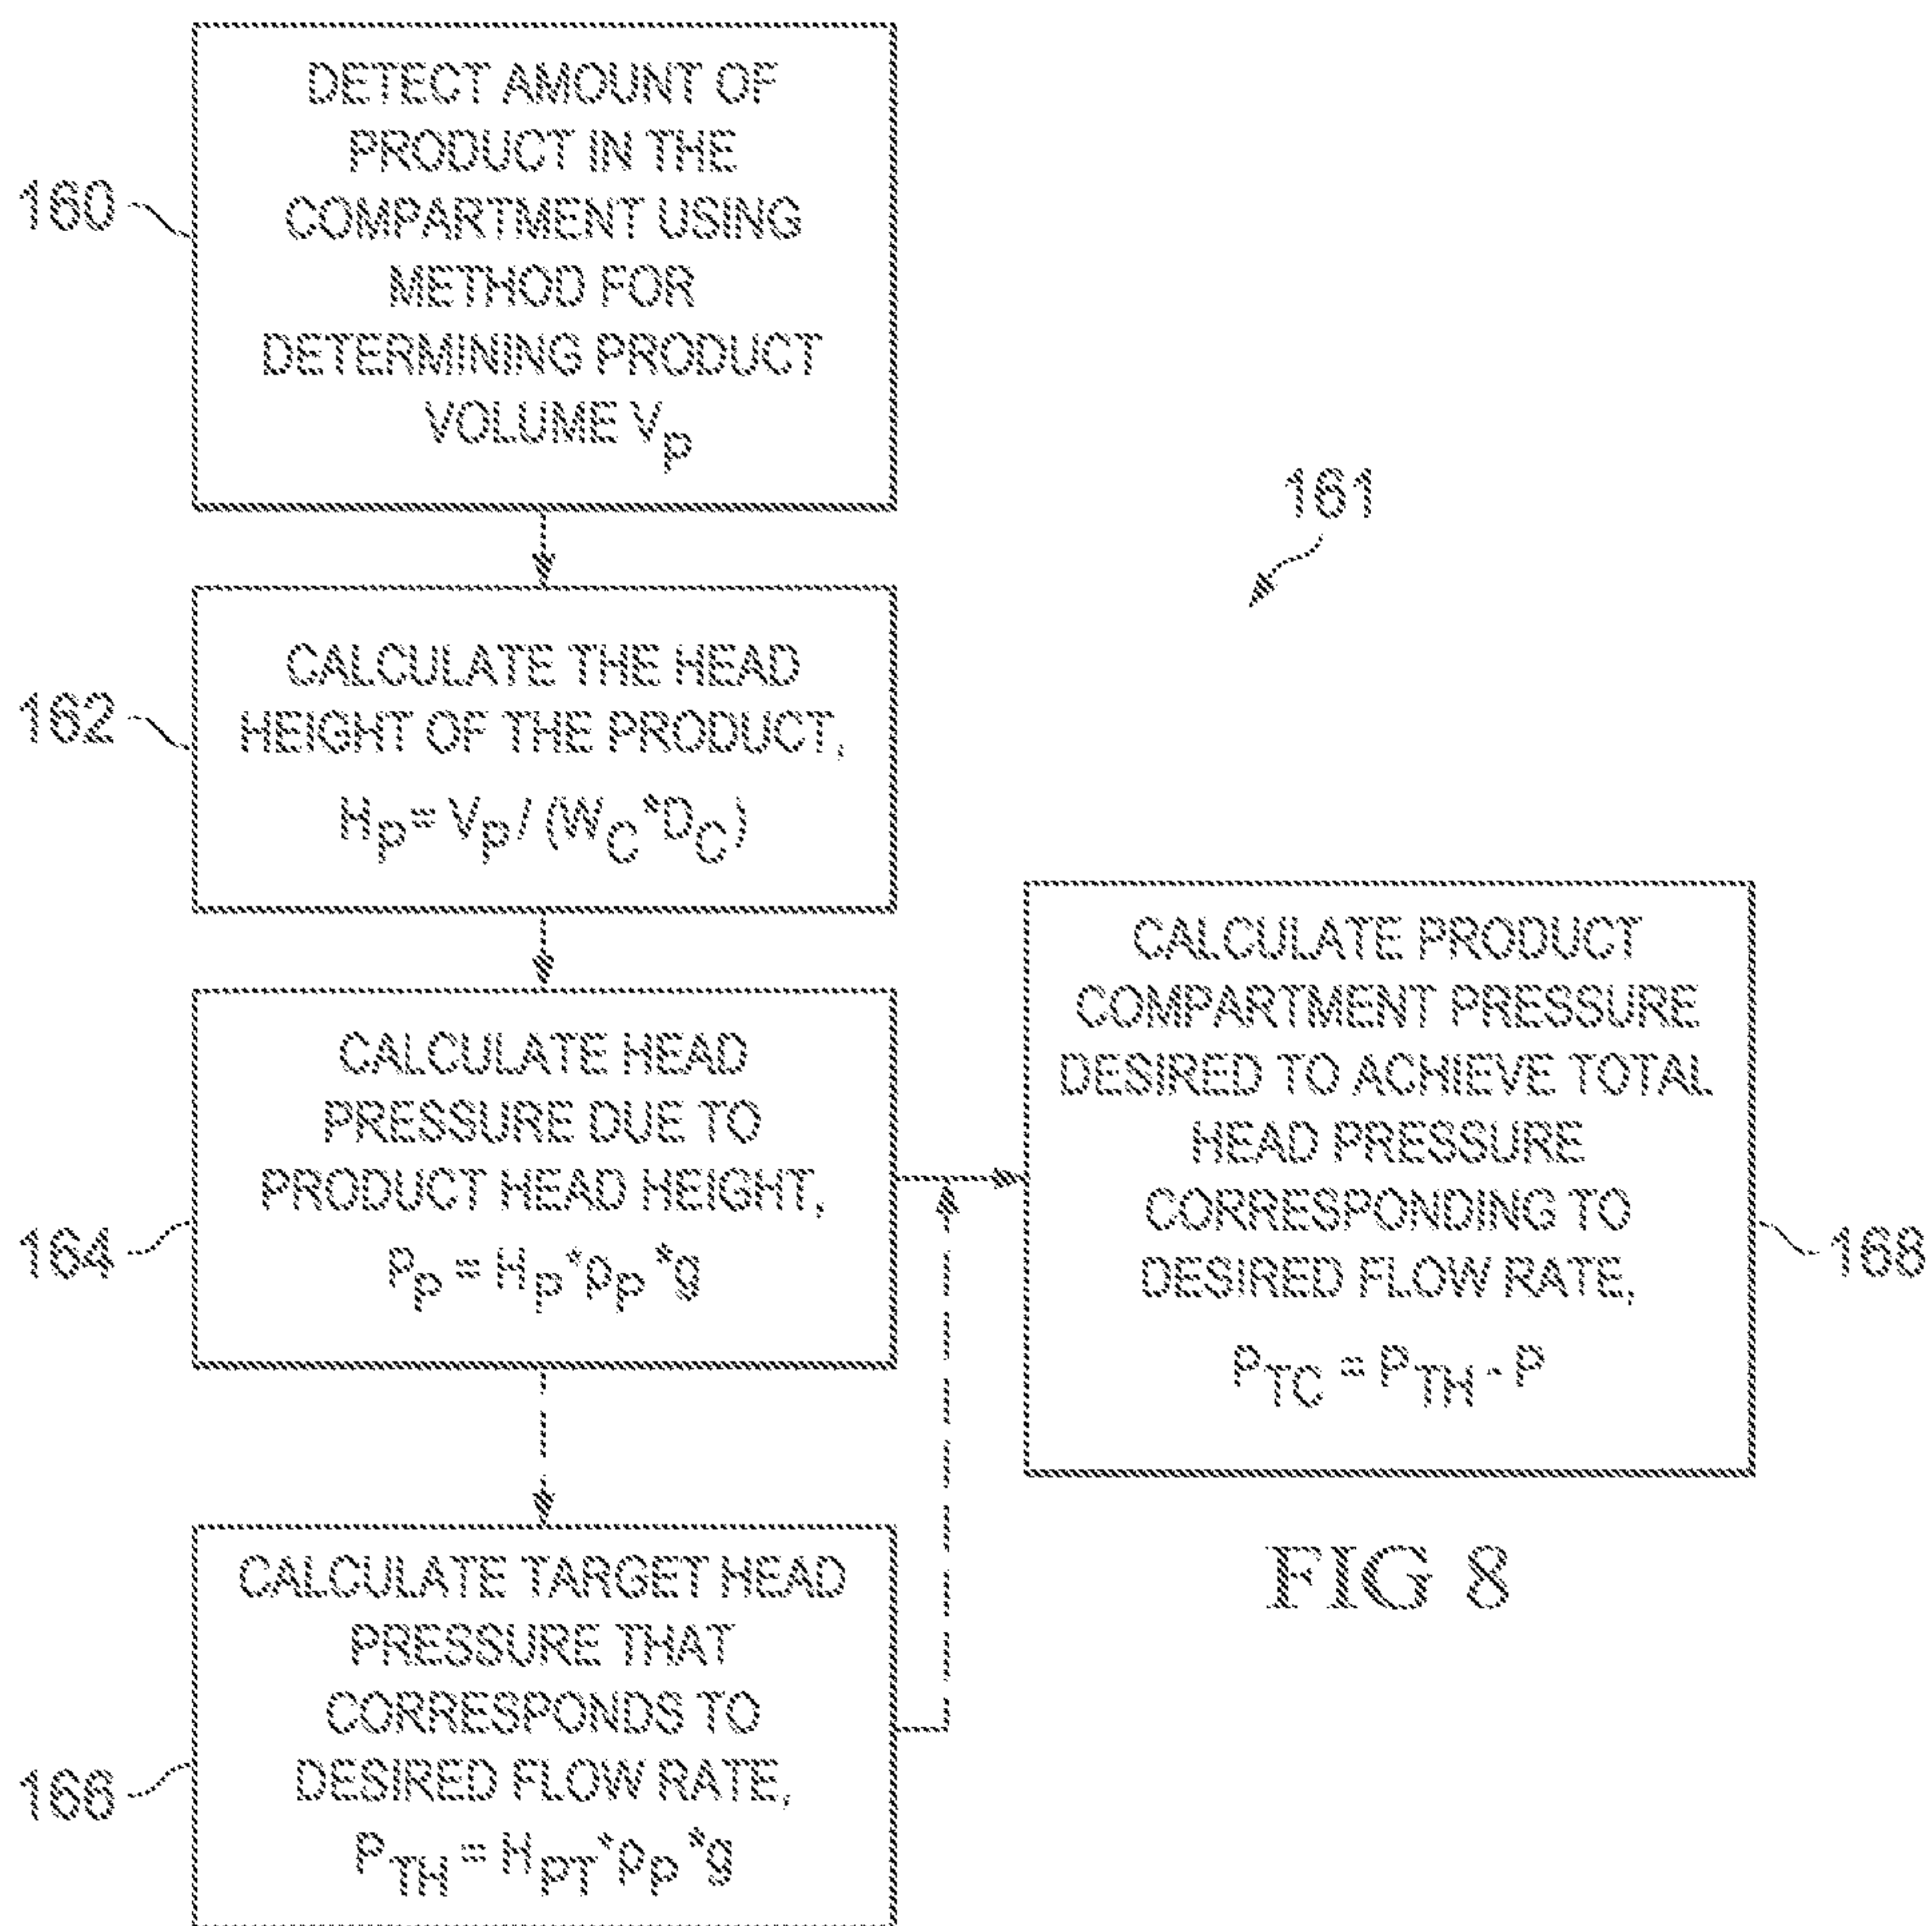 DETECT AMOUNT OF
PRODUCT IN THE
COMPARTMENT USING
METHOD FOR
DETERMINING PRODUCT
VOLUME Vp
160
161
CALCULATE THE HEAD
HEIGHT OF THE PRODUCT,
Hp = Vp / (WC*DC)
162
CALCULATE HEAD
PRESSURE DUE TO
PRODUCT HEAD HEIGHT,
Pp = Hp*ρp*g
164
CALCULATE PRODUCT
COMPARTMENT PRESSURE
DESIRED TO ACHIEVE TOTAL
HEAD PRESSURE
CORRESPONDING TO
DESIRED FLOW RATE,
PTC = PTH - P
168
CALCULATE TARGET HEAD
PRESSURE THAT
CORRESPONDS TO
DESIRED FLOW RATE,
PTH = HPT*ρp*g
166
FIG 8